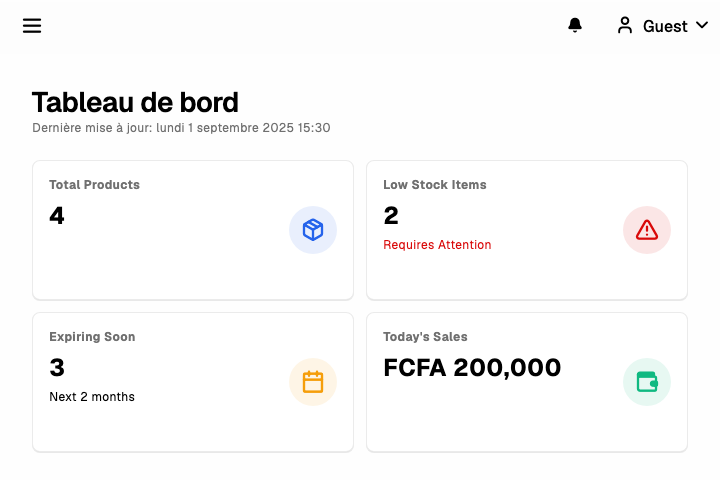 Guest
Tableau de bord
Dernière mise à jour: lundi 1 septembre 2025 15:30
Total Products
4
Low Stock Items
2
Requires Attention
Expiring Soon
3
Next 2 months
Today's Sales
FCFA 200,000